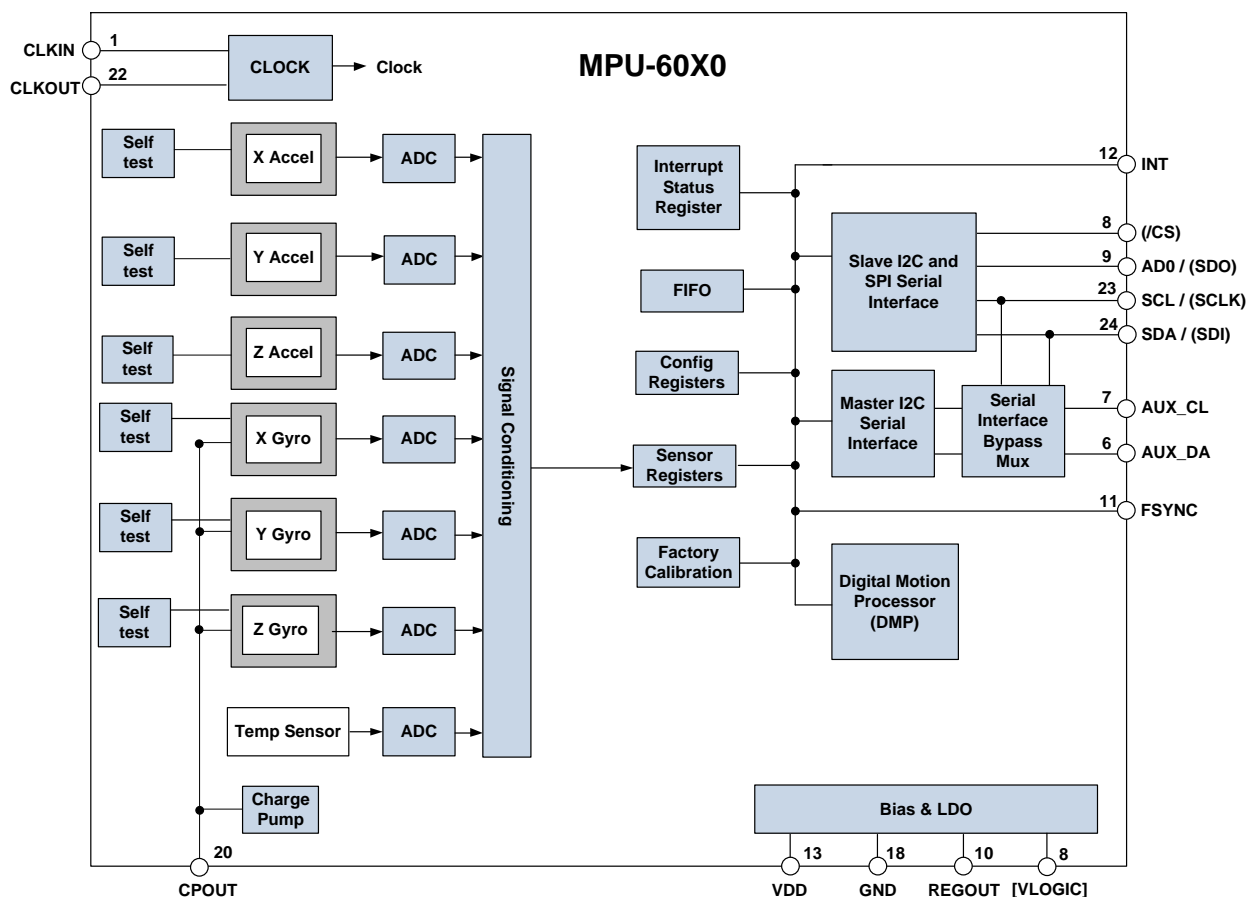 MPU-60X0
CLKIN
1
CLKOUT
22
CLOCK
Clock
Self
test
X Accel
ADC
Self
test
Y Accel
ADC
Self
test
Z Accel
ADC
Self
test
X Gyro
ADC
Self
test
Y Gyro
ADC
Self
test
Z Gyro
ADC
Temp Sensor
ADC
Signal Conditioning
Charge
Pump
20
CPOUT
Interrupt
Status
Register
FIFO
Config
Registers
Sensor
Registers
Factory
Calibration
Slave I2C and
SPI Serial
Interface
Master I2C
Serial
Interface
Serial
Interface
Bypass
Mux
Digital Motion
Processor
(DMP)
12
INT
8
(/CS)
9
AD0 / (SDO)
23
SCL / (SCLK)
24
SDA / (SDI)
7
AUX_CL
6
AUX_DA
11
FSYNC
Bias & LDO
13
18
10
8
VDD
GND
REGOUT
[VLOGIC]